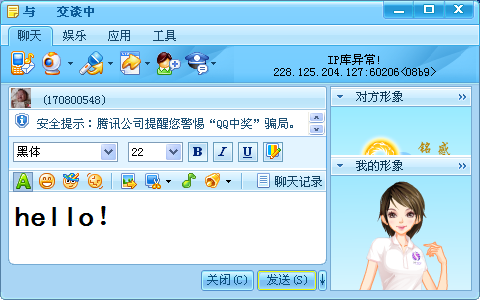 与 交谈中
聊天 娱乐 应用 工具
IP库异常!
228.125.204.127:60206<08b9>
(170800548)
安全提示：腾讯公司提醒您警惕“QQ中奖”骗局。
黑体 22 B I U
A 聊天记录
hello!
关闭(C) 发送(S)
对方形象
铭威
我的形象